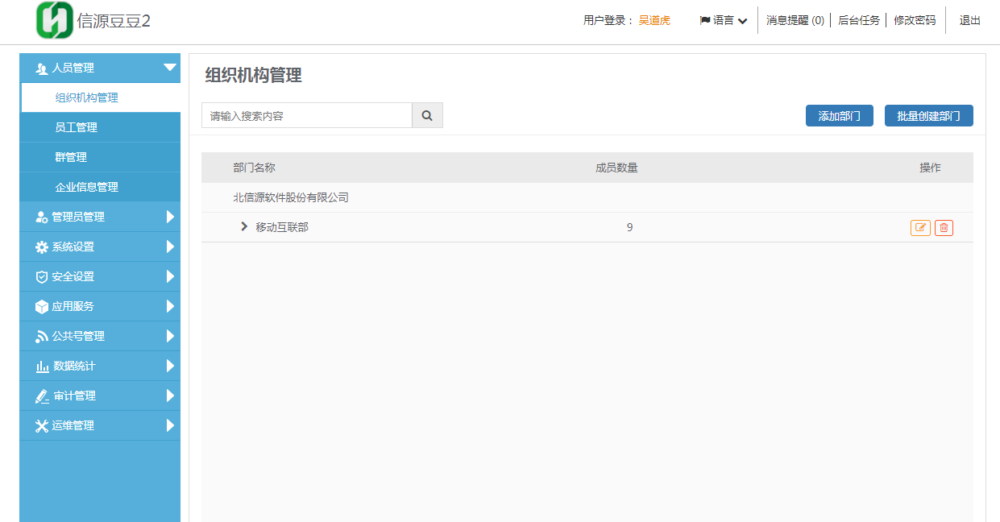 信源豆豆2
用户登录： 吴道虎 语言 消息提醒 (0) 后台任务 修改密码 退出
人员管理
组织机构管理
员工管理
群管理
企业信息管理
管理员管理
系统设置
安全设置
应用服务
公共号管理
数据统计
审计管理
运维管理
组织机构管理
请输入搜索内容
添加部门 批量创建部门
部门名称 成员数量 操作
北信源软件股份有限公司
移动互联部 9